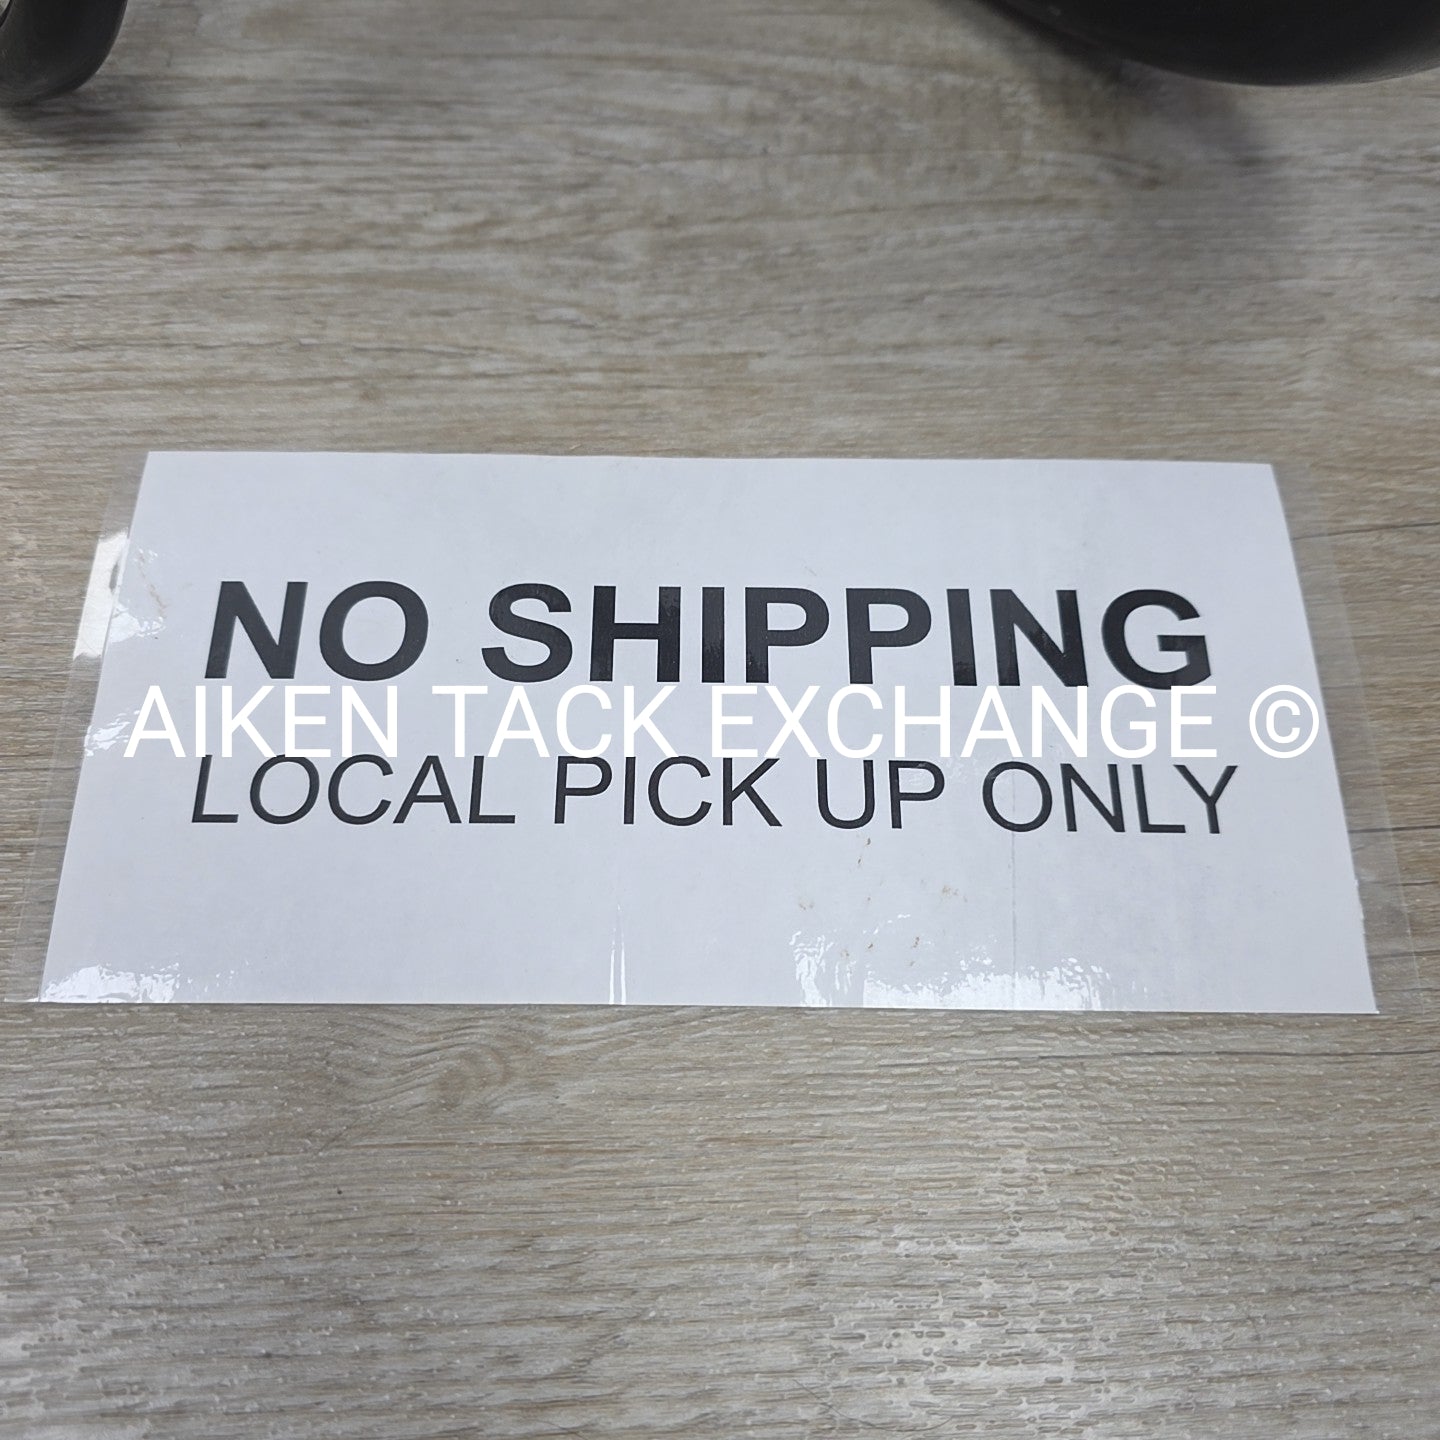 NO SHIPPING
AIKEN TACK EXCHANGE ©
LOCAL PICK UP ONLY